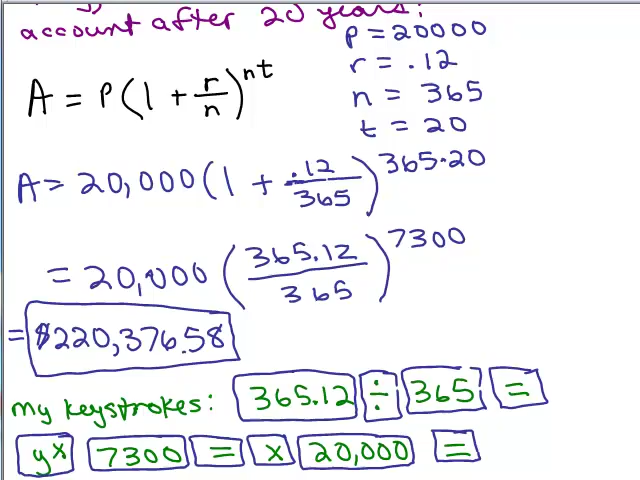 account after 20 years?
P = 20000
r = .12
A = P(1 + r/n)^nt
n = 365
t = 20
A = 20,000(1 + .12/365)^365·20
= 20,000(365.12/365)^7300
= $220,376.58
my keystrokes: 365.12 ÷ 365 =
y^x 7300 = x 20,000 =